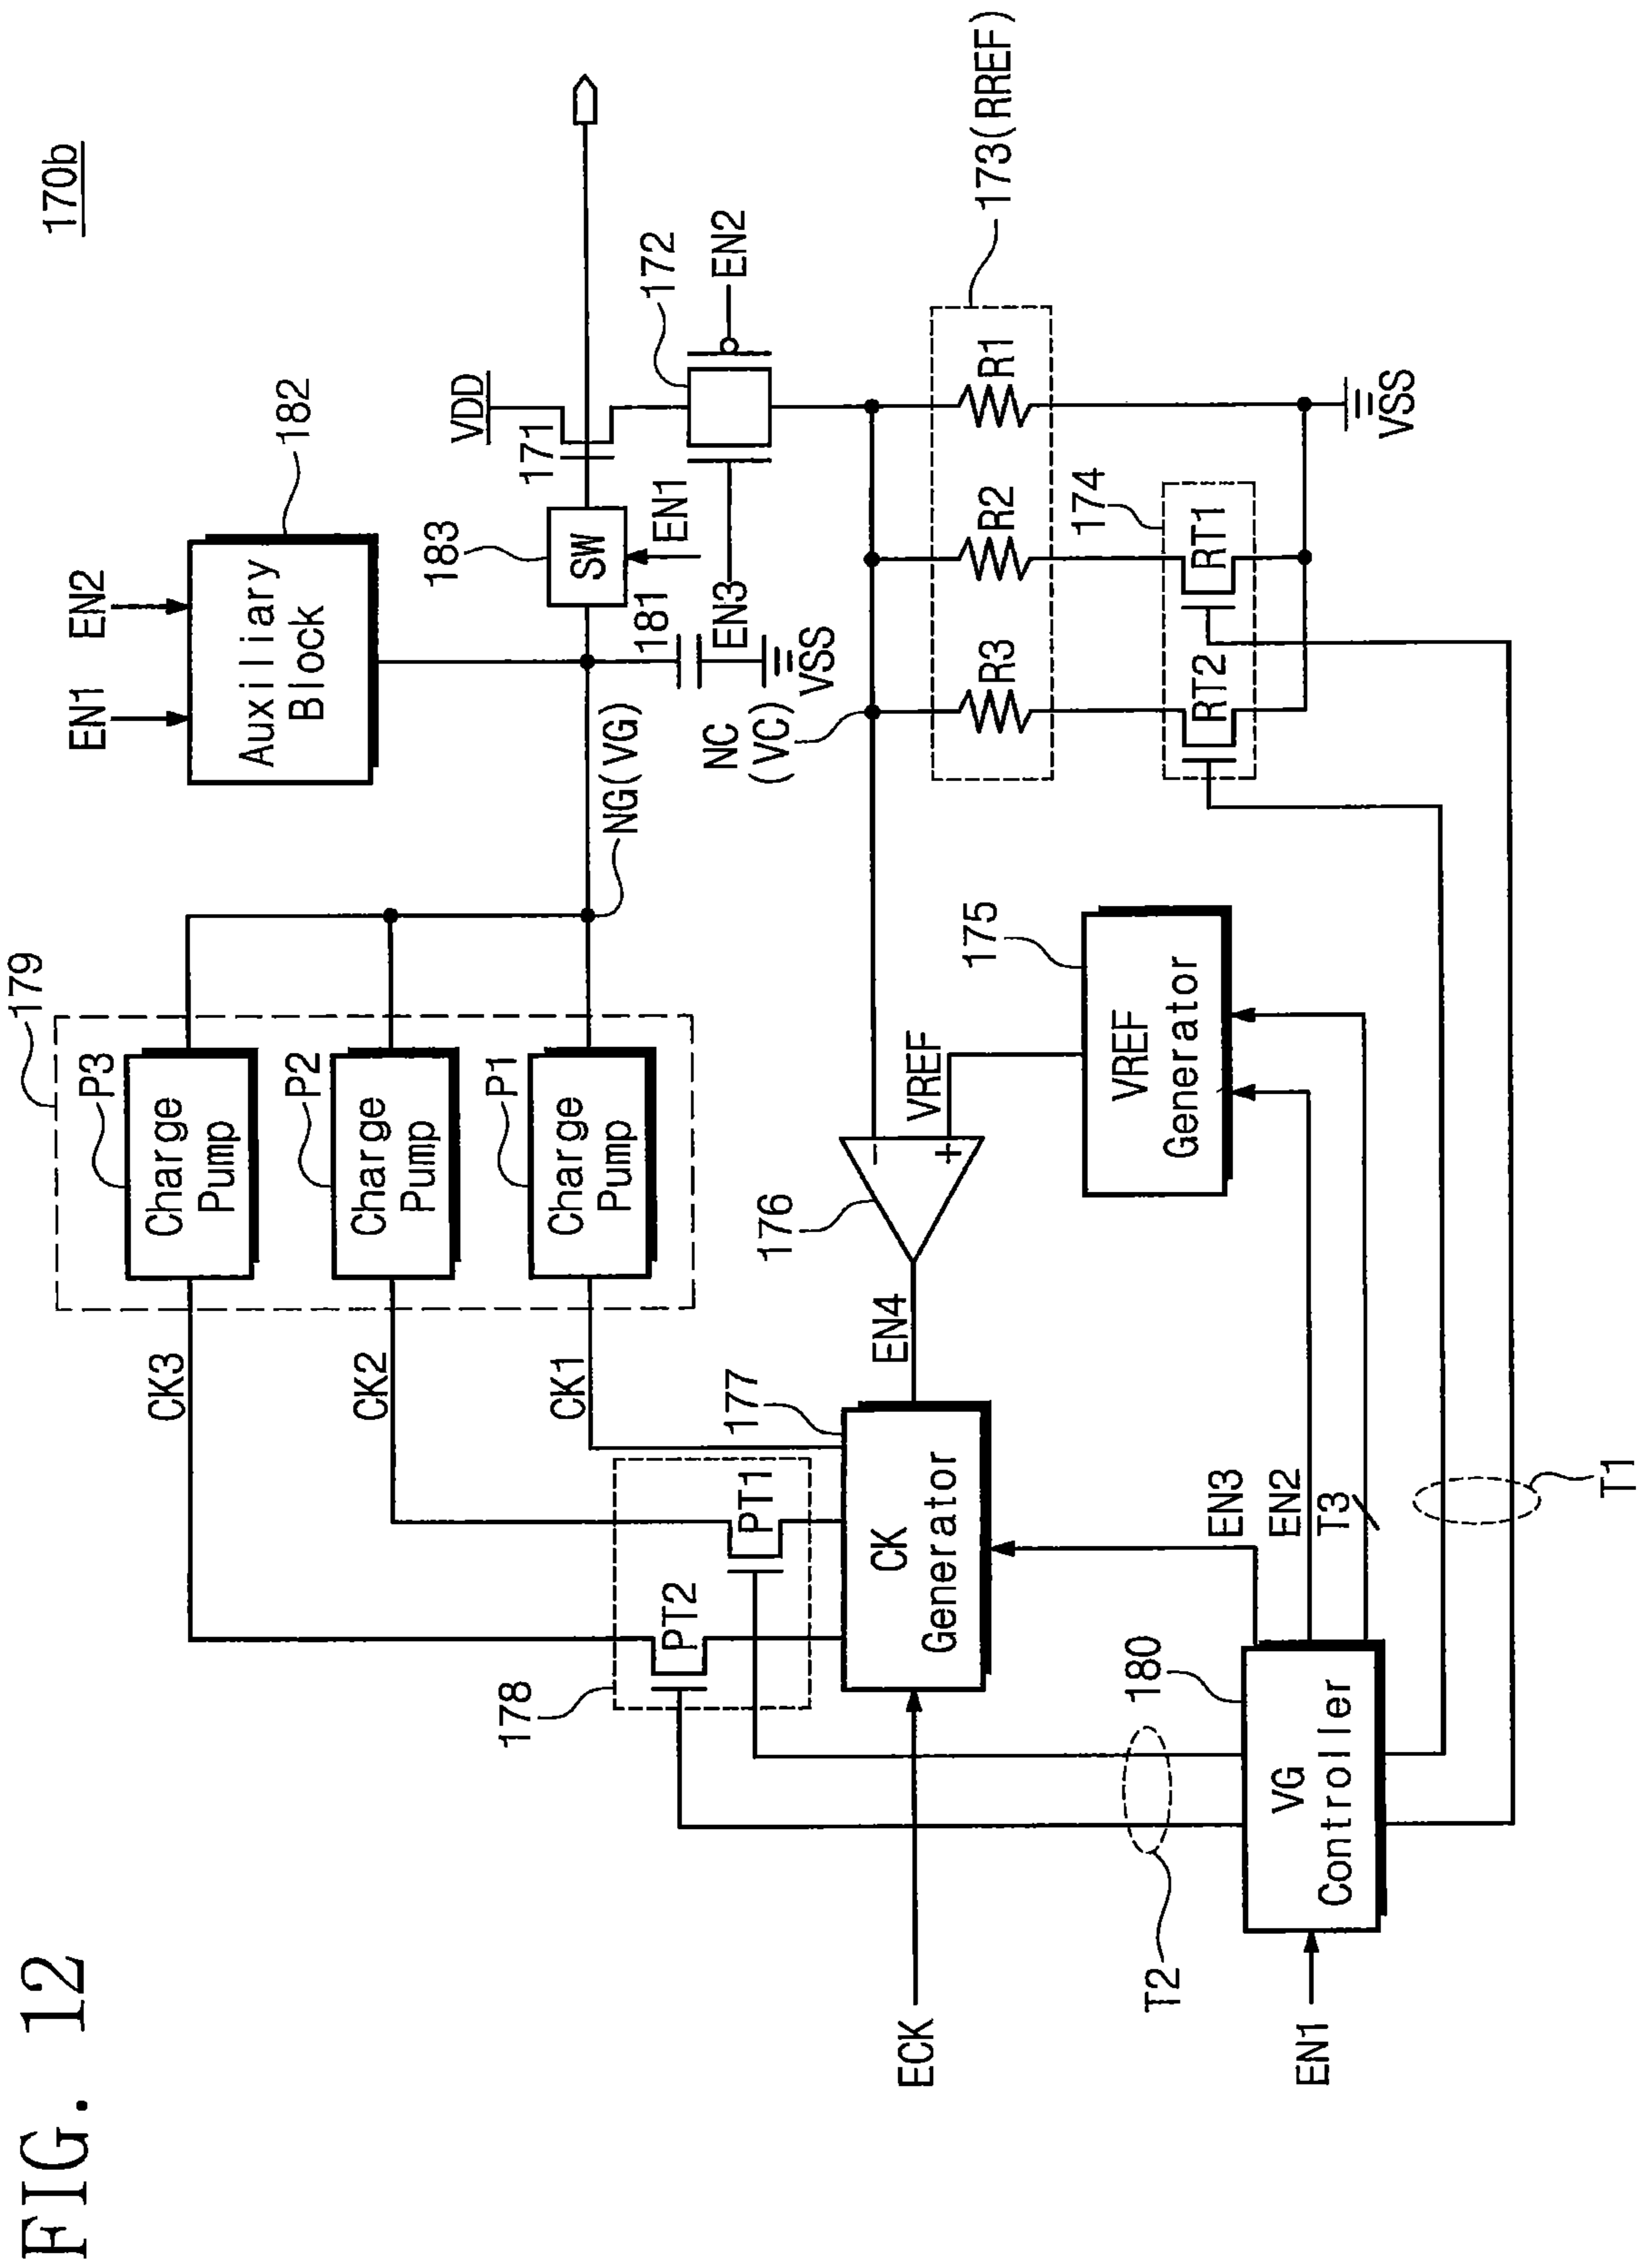 FIG. 12
170b
EN1
EN2
Auxiliary
Block
182
179
P3
Charge
Pump
P2
Charge
Pump
P1
Charge
Pump
CK3
CK2
CK1
NG(VG)
183
SW
EN1
171
VDD
181
VSS
172
EN3
EN2
178
PT2
PT1
177
CK
Generator
ECK
EN4
176
-
+
VREF
175
VREF
Generator
NC
(VC)
173(RREF)
R3
R2
R1
174
RT2
RT1
VSS
180
VG
Controller
EN1
EN3
EN2
T3
T2
T1